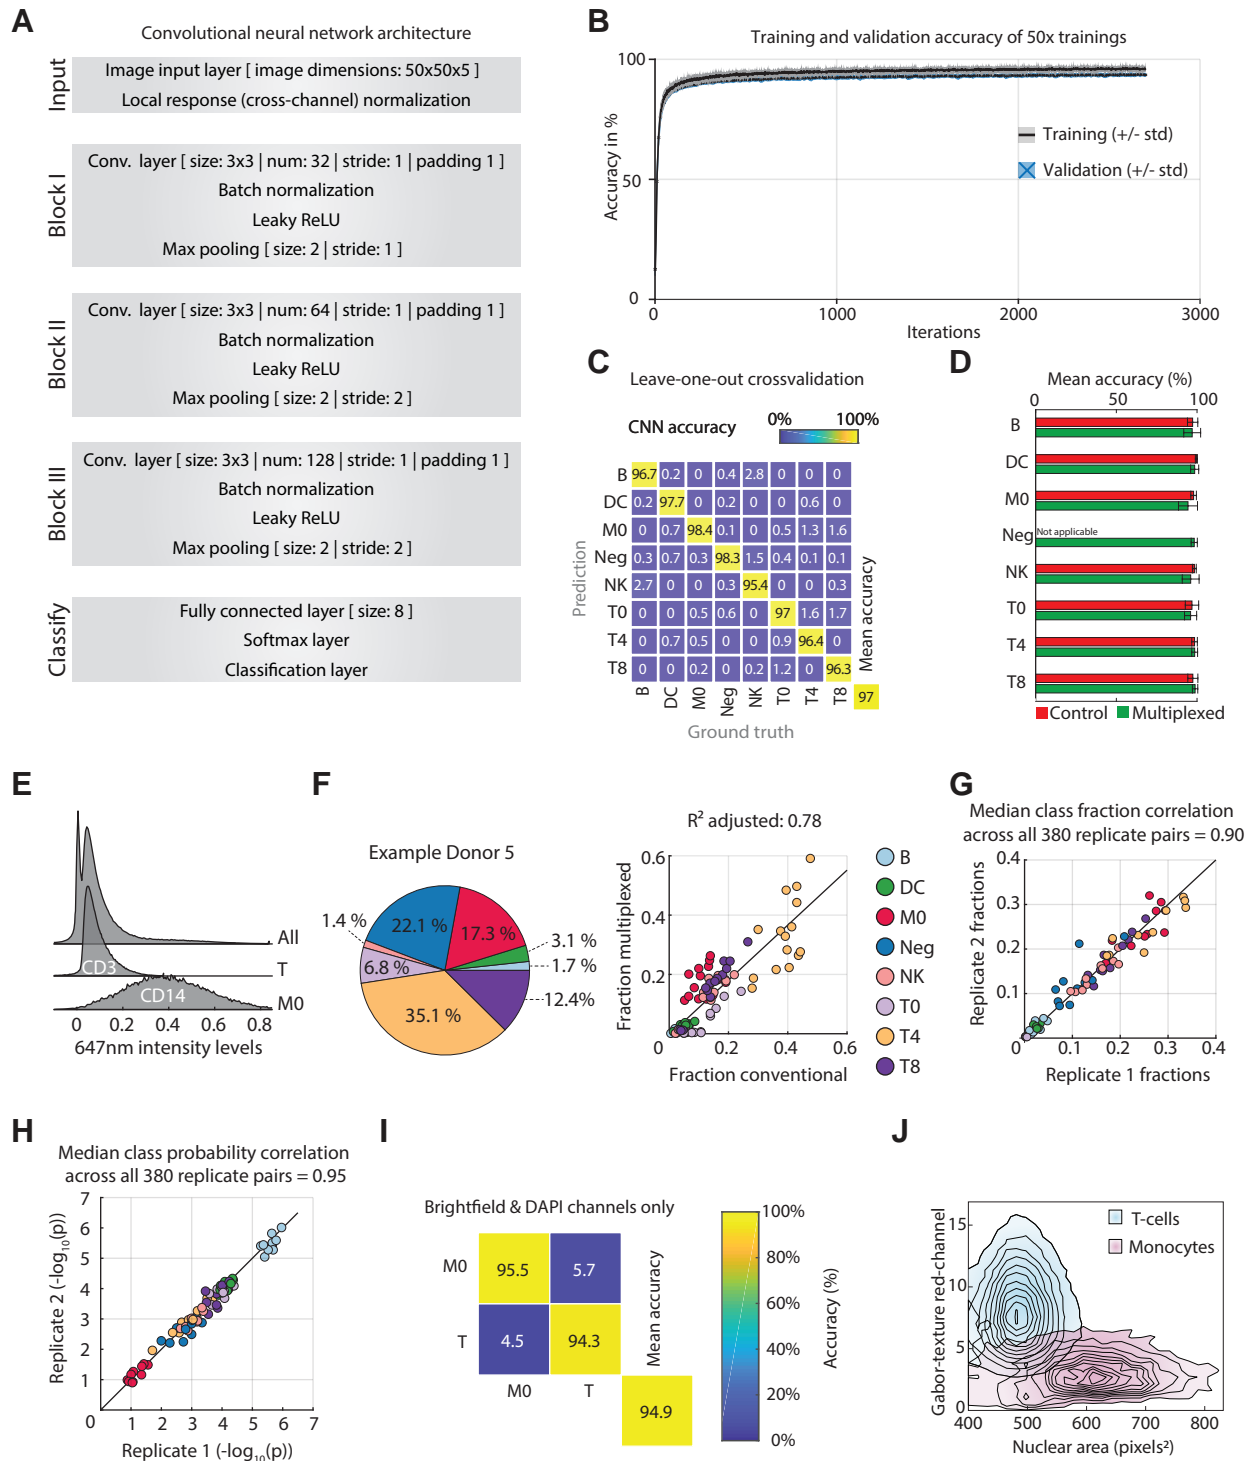 A
Convolutional neural network architecture
Input
Image input layer [ image dimensions: 50x50x5 ]
Local response (cross-channel) normalization
Block I
Conv. layer [ size: 3x3 | num: 32 | stride: 1 | padding 1 ]
Batch normalization
Leaky ReLU
Max pooling [ size: 2 | stride: 1 ]
Block II
Conv. layer [ size: 3x3 | num: 64 | stride: 1 | padding 1 ]
Batch normalization
Leaky ReLU
Max pooling [ size: 2 | stride: 2 ]
Block III
Conv. layer [ size: 3x3 | num: 128 | stride: 1 | padding 1 ]
Batch normalization
Leaky ReLU
Max pooling [ size: 2 | stride: 2 ]
Classify
Fully connected layer [ size: 8 ]
Softmax layer
Classification layer
B
Training and validation accuracy of 50x trainings
Accuracy in %
100
50
0
0 1000 2000 3000
Iterations
Training (+/- std)
Validation (+/- std)
C
Leave-one-out crossvalidation
CNN accuracy
0% 100%
Prediction
B 96.7 0.2 0 0.4 2.8 0 0 0
DC 0.2 97.7 0 0.2 0 0 0.6 0
M0 0 0.7 98.4 0.1 0 0.5 1.3 1.6
Neg 0.3 0.7 0.3 98.3 1.5 0.4 0.1 0.1
NK 2.7 0 0 0.3 95.4 0 0 0.3
T0 0 0 0.5 0.6 0 97 1.6 1.7
T4 0 0.7 0.5 0 0 0.9 96.4 0
T8 0 0 0.2 0 0.2 1.2 0 96.3
B DC M0 Neg NK T0 T4 T8
Ground truth
Mean accuracy
97
D
Mean accuracy (%)
0 50 100
B
DC
M0
Neg Not applicable
NK
T0
T4
T8
Control Multiplexed
E
All
CD3 T
CD14 M0
0 0.2 0.4 0.6 0.8
647nm intensity levels
F
Example Donor 5
1.4 %
22.1 %
17.3 %
3.1 %
1.7 %
6.8 %
12.4%
35.1 %
R² adjusted: 0.78
Fraction multiplexed
0.6
0.4
0.2
0 0.2 0.4 0.6
Fraction conventional
B
DC
M0
Neg
NK
T0
T4
T8
G
Median class fraction correlation
across all 380 replicate pairs = 0.90
Replicate 2 fractions
0.4
0.3
0.2
0.1
0 0.1 0.2 0.3 0.4
Replicate 1 fractions
H
Median class probability correlation
across all 380 replicate pairs = 0.95
Replicate 2 (-log₁₀(p))
7
6
5
4
3
2
1
0 1 2 3 4 5 6 7
Replicate 1 (-log₁₀(p))
I
Brightfield & DAPI channels only
M0 95.5 5.7
T 4.5 94.3
M0 T
Mean accuracy
94.9
100%
80%
60%
40%
20%
0%
Accuracy (%)
J
Gabor-texture red-channel
15
10
5
0
400 500 600 700 800
Nuclear area (pixels²)
T-cells
Monocytes